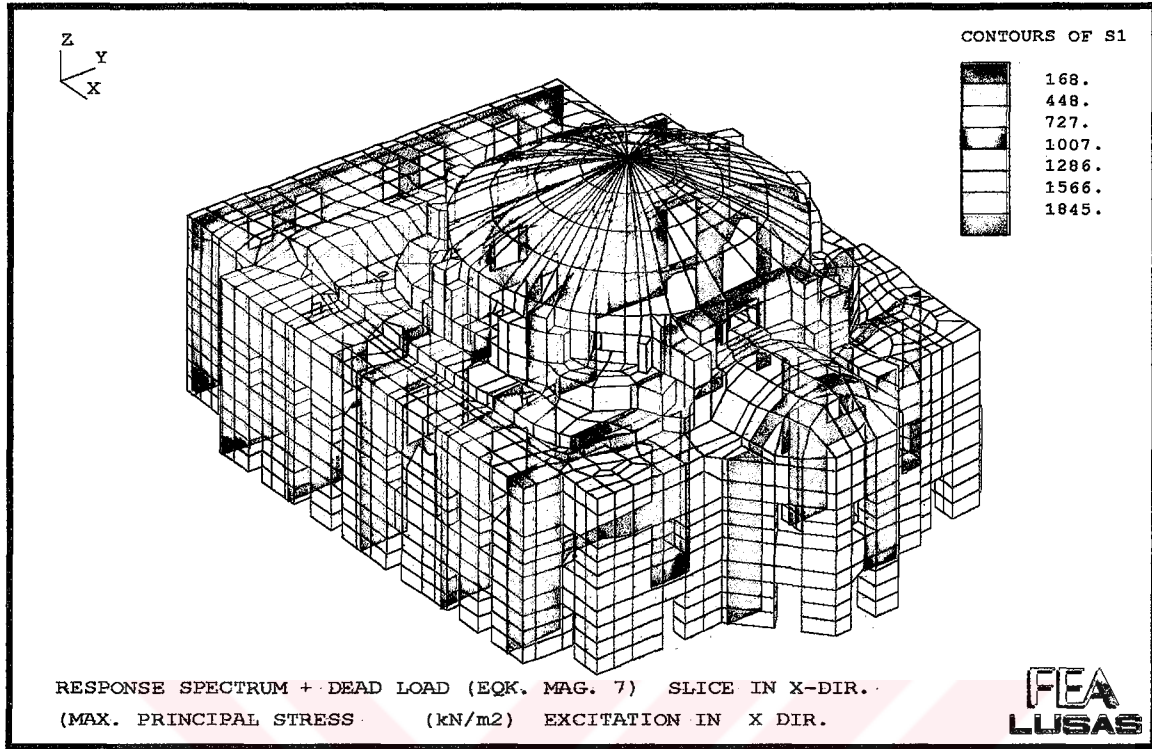 Z
Y
X
CONTOURS OF S1
168.
448.
727.
1007.
1286.
1566.
1845.
RESPONSE SPECTRUM + DEAD LOAD (EQK. MAG. 7) SLICE IN X-DIR.
(MAX. PRINCIPAL STRESS (kN/m2) EXCITATION IN X DIR.
FEA
LUSAS